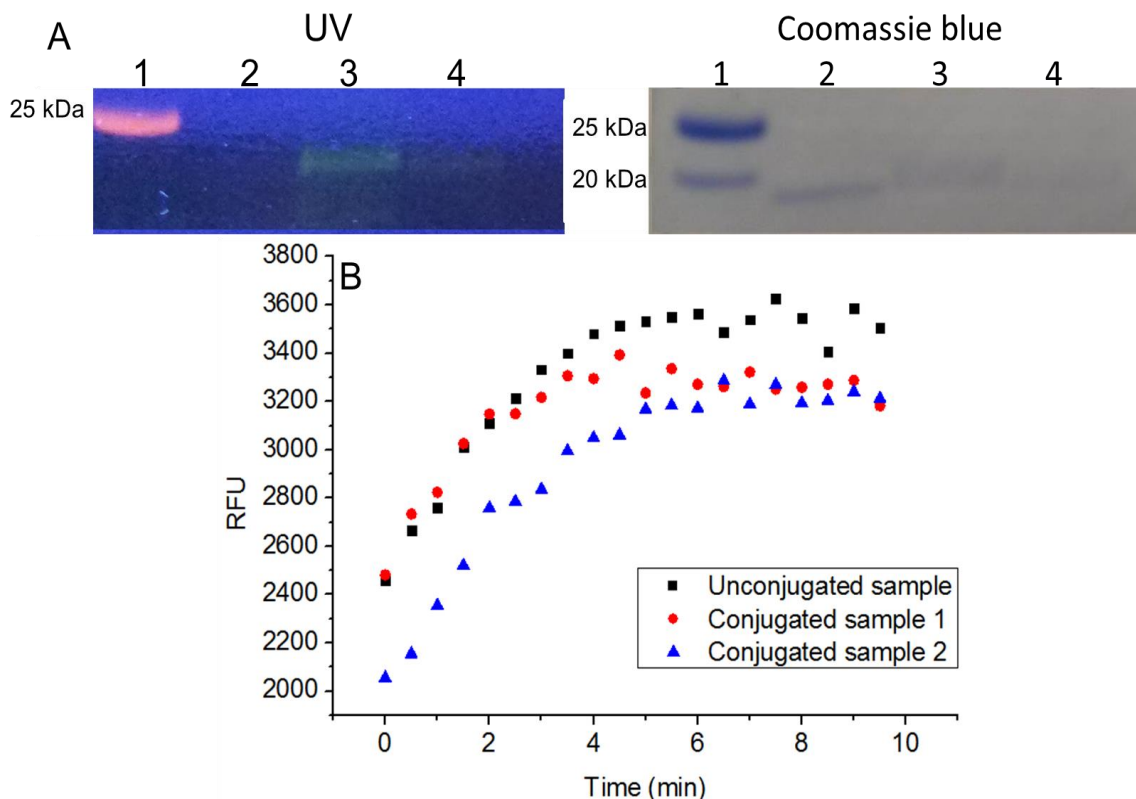 A
UV
Coomassie blue
1 2 3 4
1 2 3 4
25 kDa
25 kDa
20 kDa
B
3800
3600
3400
3200
3000
2800
2600
2400
2200
2000
RFU
Unconjugated sample
Conjugated sample 1
Conjugated sample 2
0 2 4 6 8 10
Time (min)